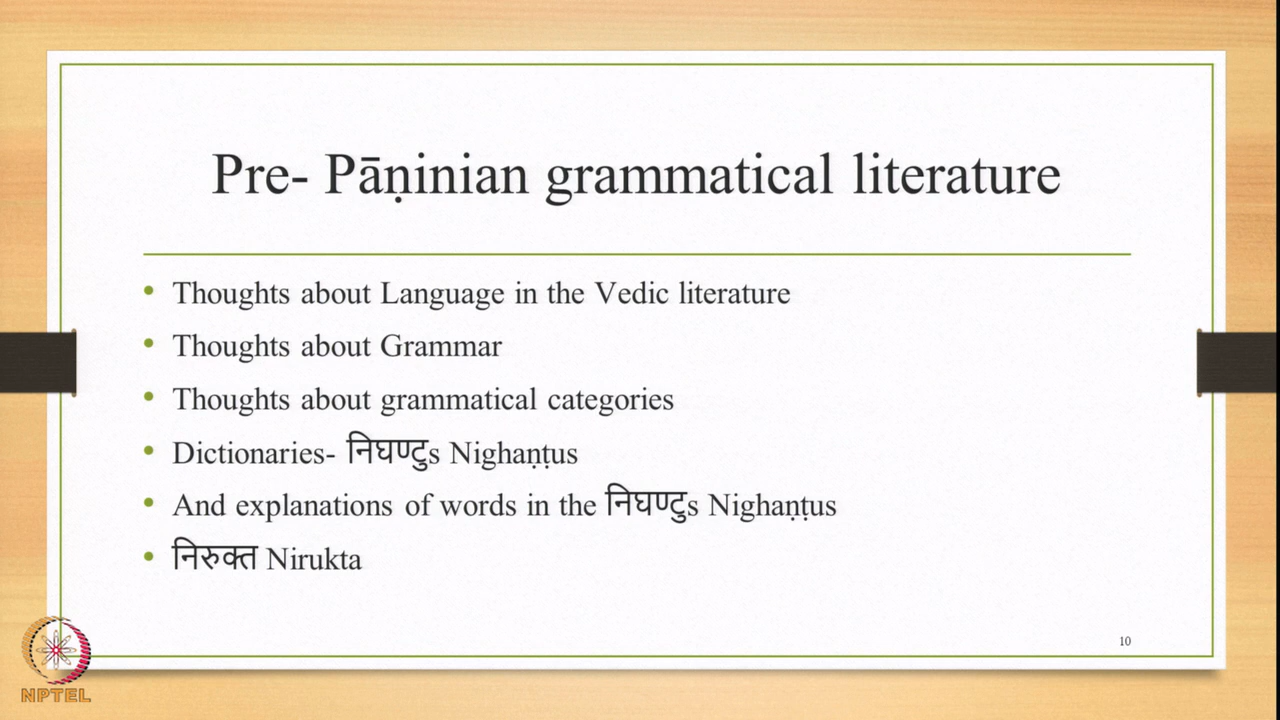 Pre- Pāṇinian grammatical literature
Thoughts about Language in the Vedic literature
Thoughts about Grammar
Thoughts about grammatical categories
Dictionaries- निघण्टुs Nighaṇṭus
And explanations of words in the निघण्टुs Nighaṇṭus
निरुक्त Nirukta
10
NPTEL